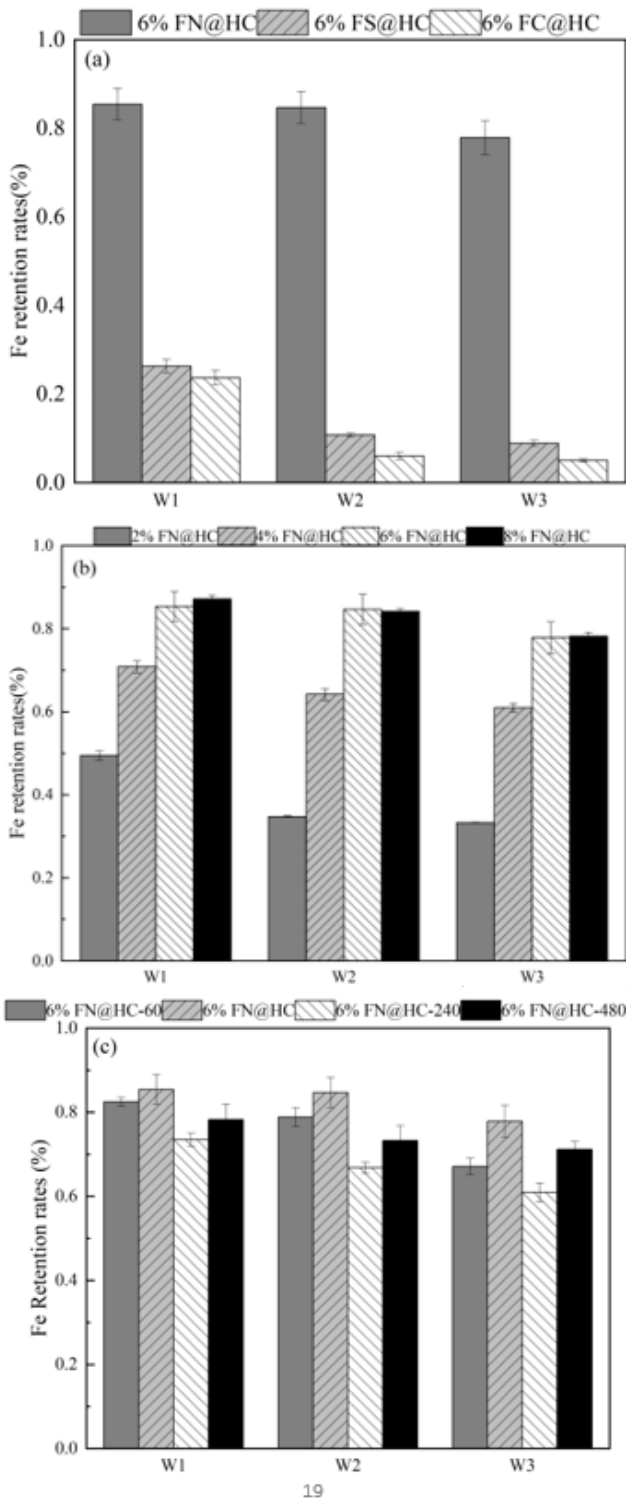 6% FN@HC 6% FS@HC 6% FC@HC
(a)
Fe retention rates(%)
1.0
0.8
0.6
0.4
0.2
0.0
W1 W2 W3
2% FN@HC 4% FN@HC 6% FN@HC 8% FN@HC
(b)
Fe retention rates(%)
1.0
0.8
0.6
0.4
0.2
0.0
W1 W2 W3
6% FN@HC-60 6% FN@HC 6% FN@HC-240 6% FN@HC-480
(c)
Fe Retention rates (%)
1.0
0.8
0.6
0.4
0.2
0.0
W1 W2 W3
19